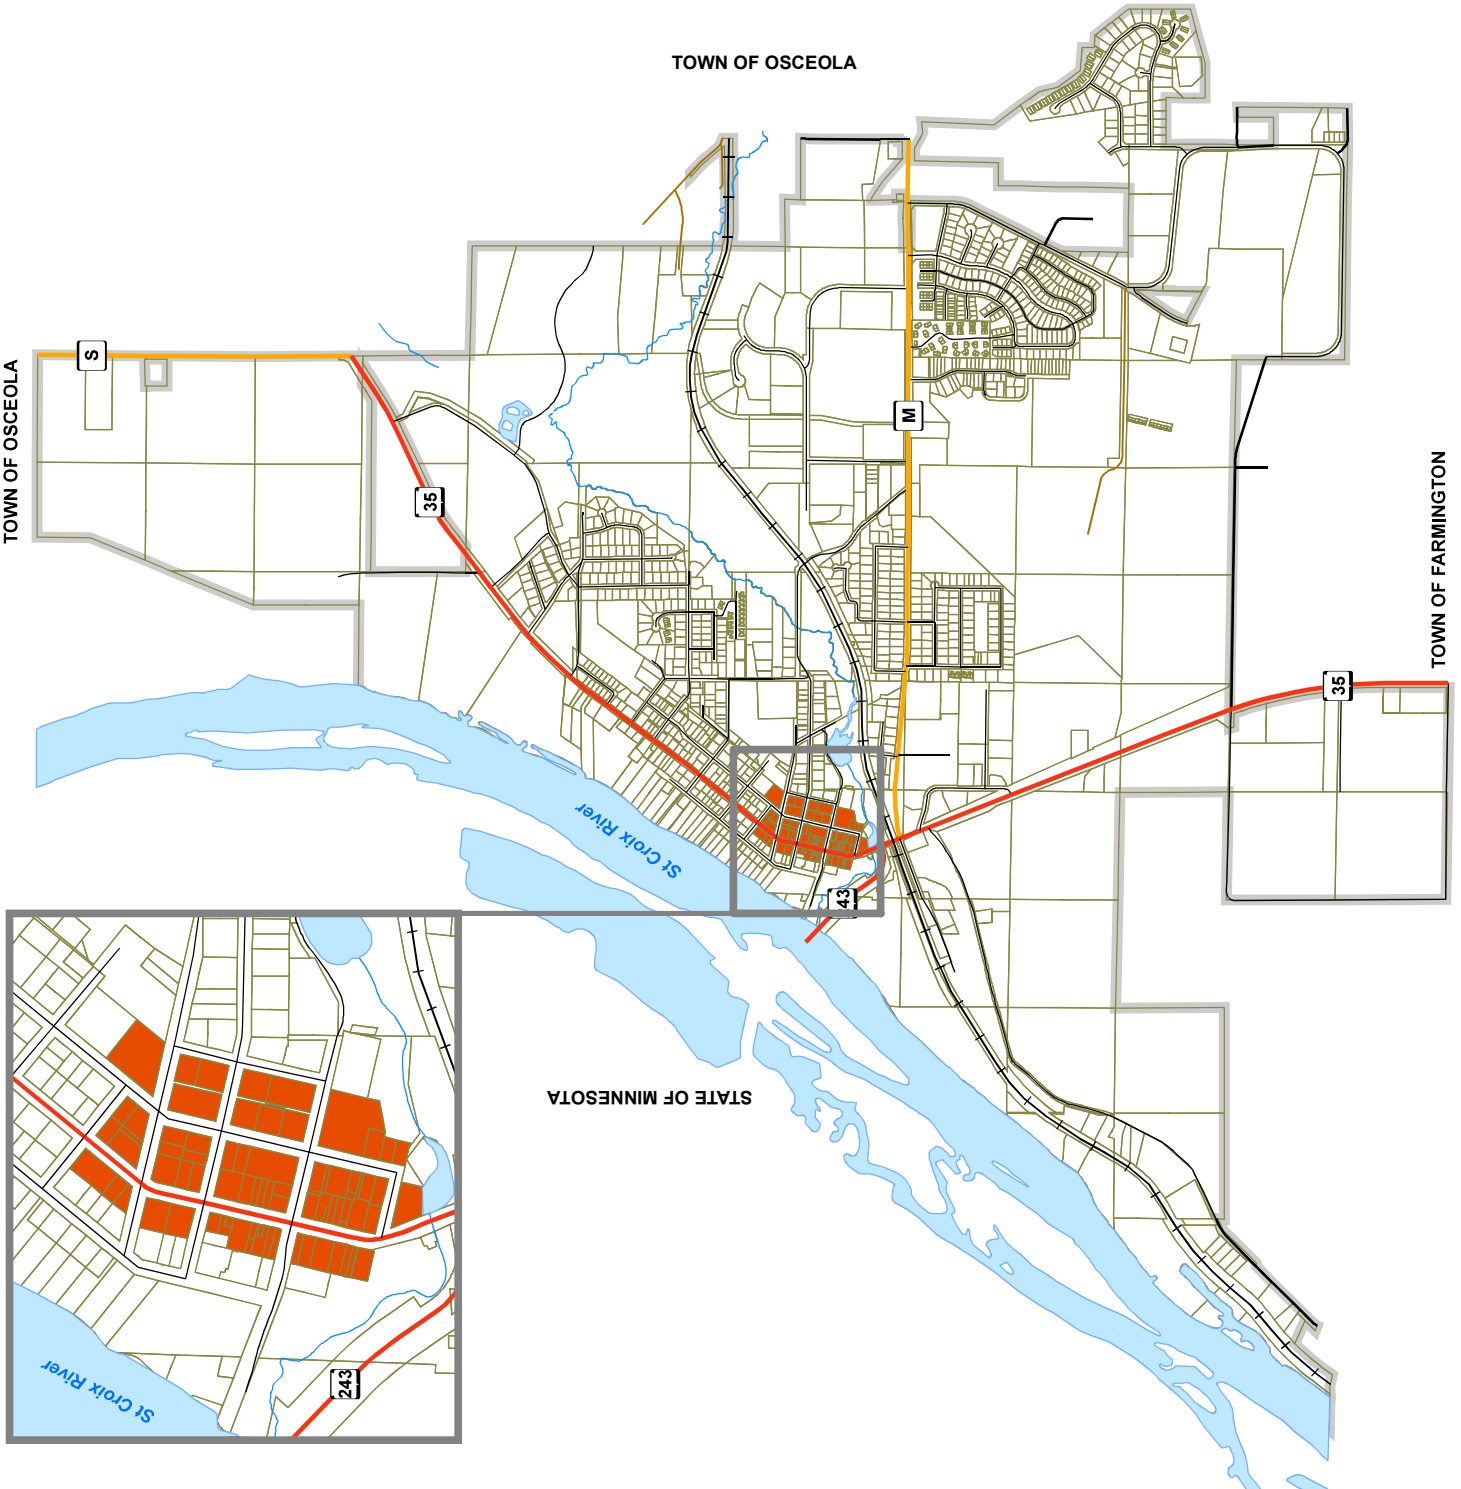 TOWN OF OSCEOLA
S
TOWN OF OSCEOLA
M
35
TOWN OF FARMINGTON
35
St Croix River
43
STATE OF MINNESOTA
St Croix River
243